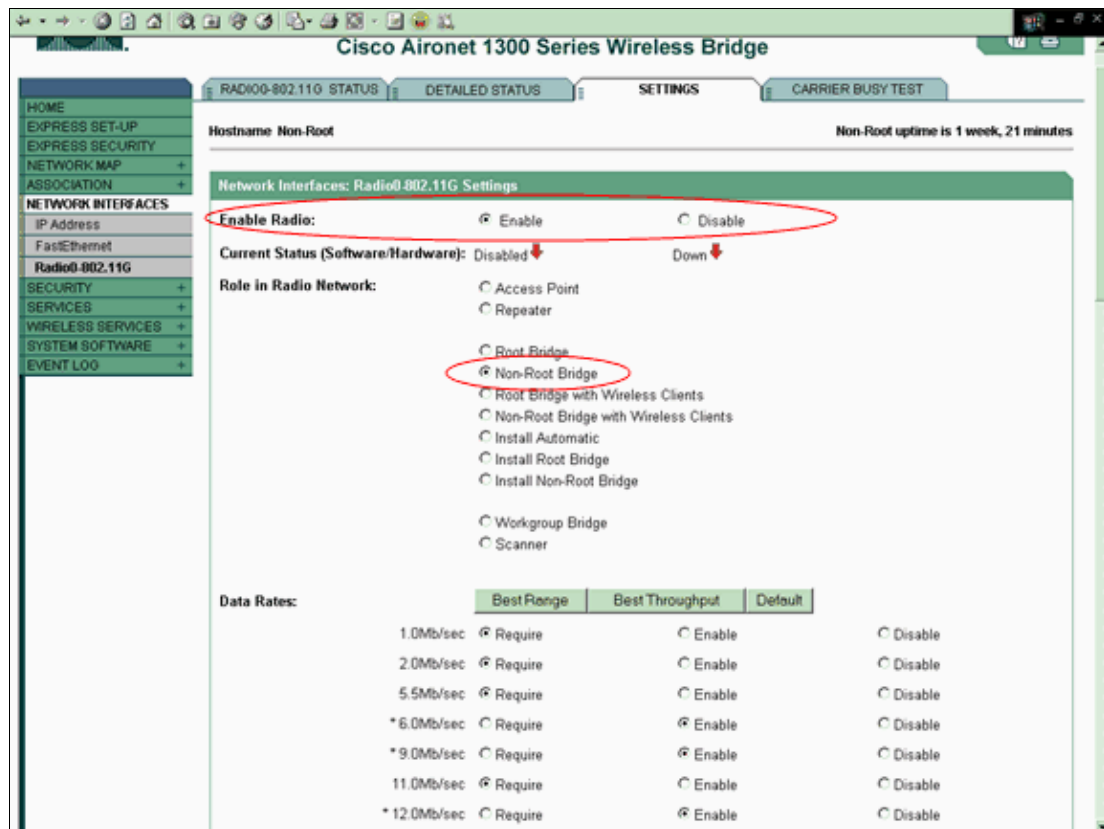 Cisco Aironet 1300 Series Wireless Bridge
RADIO0-802.11G STATUS DETAILED STATUS SETTINGS CARRIER BUSY TEST
HOME
EXPRESS SET-UP
EXPRESS SECURITY
NETWORK MAP +
ASSOCIATION +
NETWORK INTERFACES
IP Address
FastEthernet
Radio0-802.11G
SECURITY +
SERVICES +
WIRELESS SERVICES +
SYSTEM SOFTWARE +
EVENT LOG +
Hostname Non-Root Non-Root uptime is 1 week, 21 minutes
Network Interfaces: Radio0-802.11G Settings
Enable Radio: Enable Disable
Current Status (Software/Hardware): Disabled Down
Role in Radio Network: Access Point
Repeater
Root Bridge
Non-Root Bridge
Root Bridge with Wireless Clients
Non-Root Bridge with Wireless Clients
Install Automatic
Install Root Bridge
Install Non-Root Bridge
Workgroup Bridge
Scanner
Data Rates: Best Range Best Throughput Default
1.0Mb/sec Require Enable Disable
2.0Mb/sec Require Enable Disable
5.5Mb/sec Require Enable Disable
*6.0Mb/sec Require Enable Disable
*9.0Mb/sec Require Enable Disable
11.0Mb/sec Require Enable Disable
*12.0Mb/sec Require Enable Disable